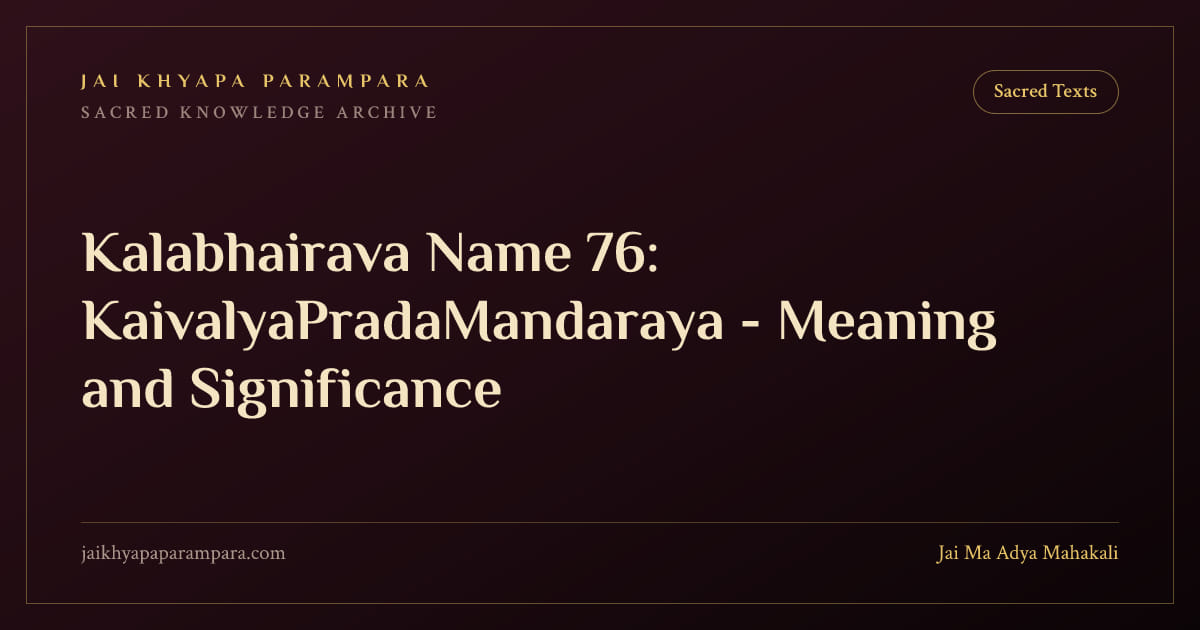 JAI KHYAPA PARAMPARA
SACRED KNOWLEDGE ARCHIVE
Sacred Texts
Kalabhairava Name 76:
KaivalyaPradaMandaraya - Meaning
and Significance
jaikhyapaparampara.com
Jai Ma Adya Mahakali